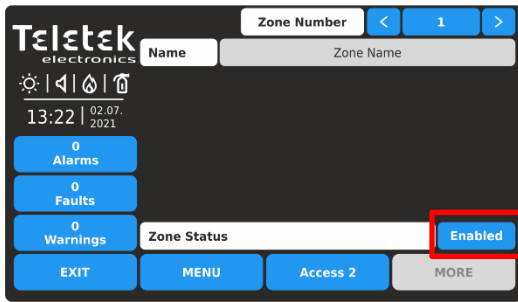 Teletek
electronics
Zone Number < 1 >
Name Zone Name
13:22 02.07.
2021
0
Alarms
0
Faults
0
Warnings
Zone Status Enabled
EXIT MENU Access 2 MORE